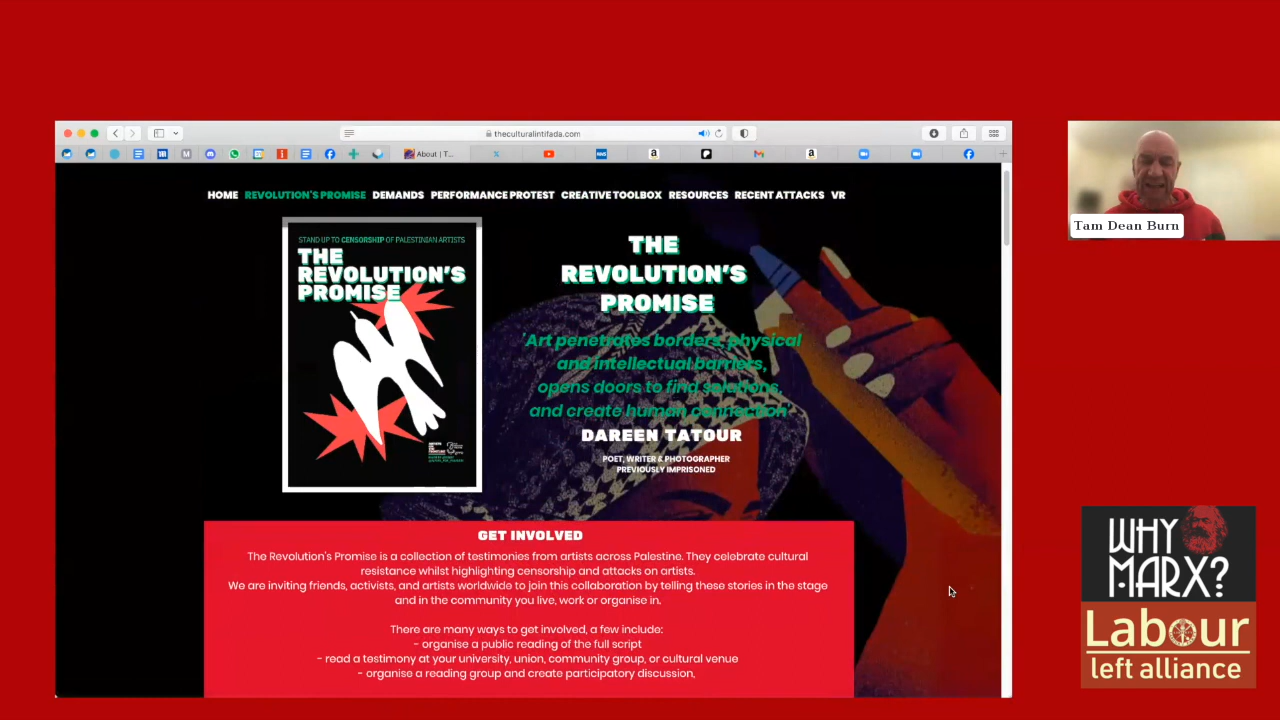 theculturalintifada.com
About | T...
HOME REVOLUTION'S PROMISE DEMANDS PERFORMANCE PROTEST CREATIVE TOOLBOX RESOURCES RECENT ATTACKS VR
STAND UP TO CENSORSHIP OF PALESTINIAN ARTISTS
THE
REVOLUTION'S
PROMISE
THE
REVOLUTION'S
PROMISE
'Art penetrates borders, physical
and intellectual barriers,
opens doors to find solutions,
and create human connection'
DAREEN TATOUR
POET, WRITER & PHOTOGRAPHER
PREVIOUSLY IMPRISONED
GET INVOLVED
The Revolution's Promise is a collection of testimonies from artists across Palestine. They celebrate cultural
resistance whilst highlighting censorship and attacks on artists.
We are inviting friends, activists, and artists worldwide to join this collaboration by telling these stories in the stage
and in the community you live, work or organise in.
There are many ways to get involved, a few include:
- organise a public reading of the full script
- read a testimony at your university, union, community group, or cultural venue
- organise a reading group and create participatory discussion,
Tam Dean Burn
WHY
MARX?
Labour
left alliance